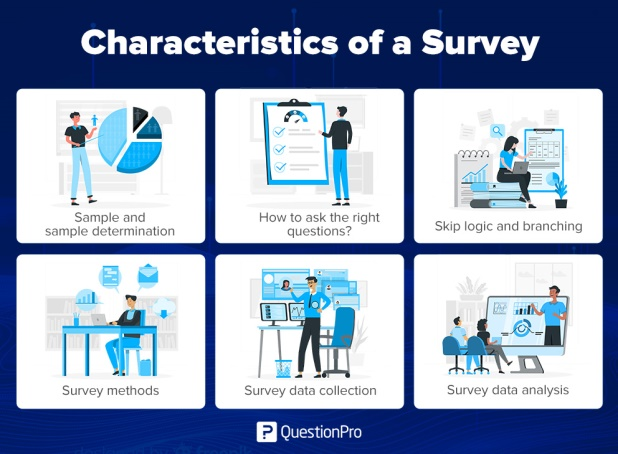 Characteristics of a Survey
Sample and
sample determination
How to ask the right
questions?
Skip logic and branching
Survey methods
Survey data collection
Survey data analysis
QuestionPro